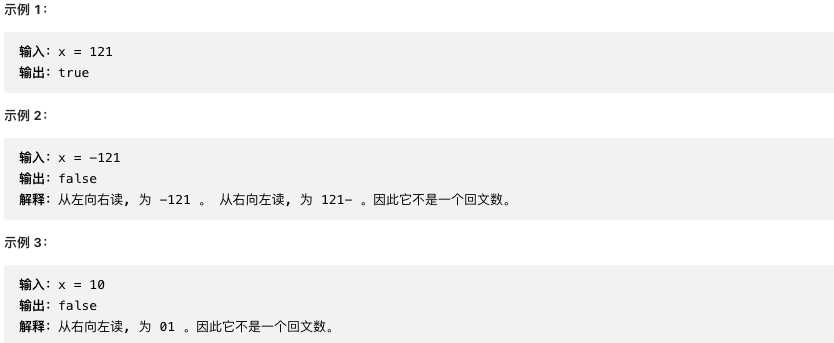 示例 1：
输入：x = 121
输出：true
示例 2：
输入：x = -121
输出：false
解释：从左向右读, 为 -121 。 从右向左读, 为 121- 。因此它不是一个回文数。
示例 3：
输入：x = 10
输出：false
解释：从右向左读, 为 01 。因此它不是一个回文数。